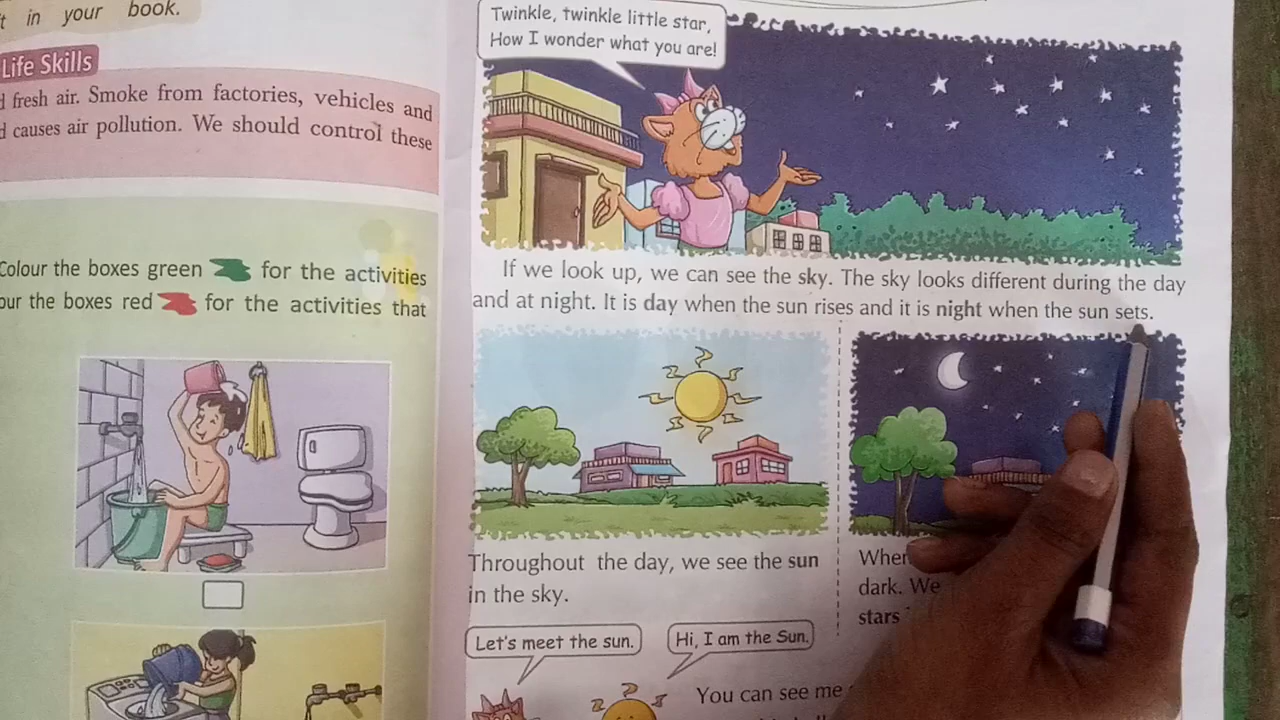 in your book.
Life Skills
fresh air. Smoke from factories, vehicles and
causes air pollution. We should control these
Colour the boxes green for the activities
the boxes red for the activities that
Twinkle, twinkle little star,
How I wonder what you are!
If we look up, we can see the sky. The sky looks different during the day
and at night. It is day when the sun rises and it is night when the sun sets.
Throughout the day, we see the sun
in the sky.
dark. We
stars
Let's meet the sun.
Hi, I am the Sun.
You can see me